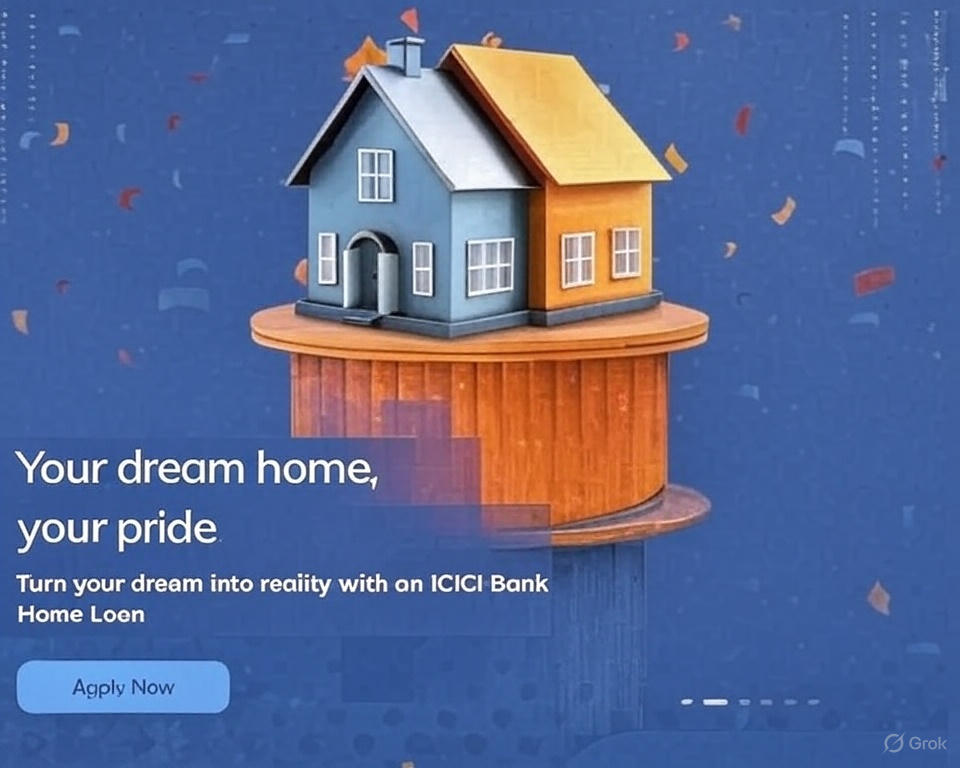 Your dream home,
your pride.
Turn your dream into reaiity with an ICICI Bank
Home Loen
Agply Now
Grok